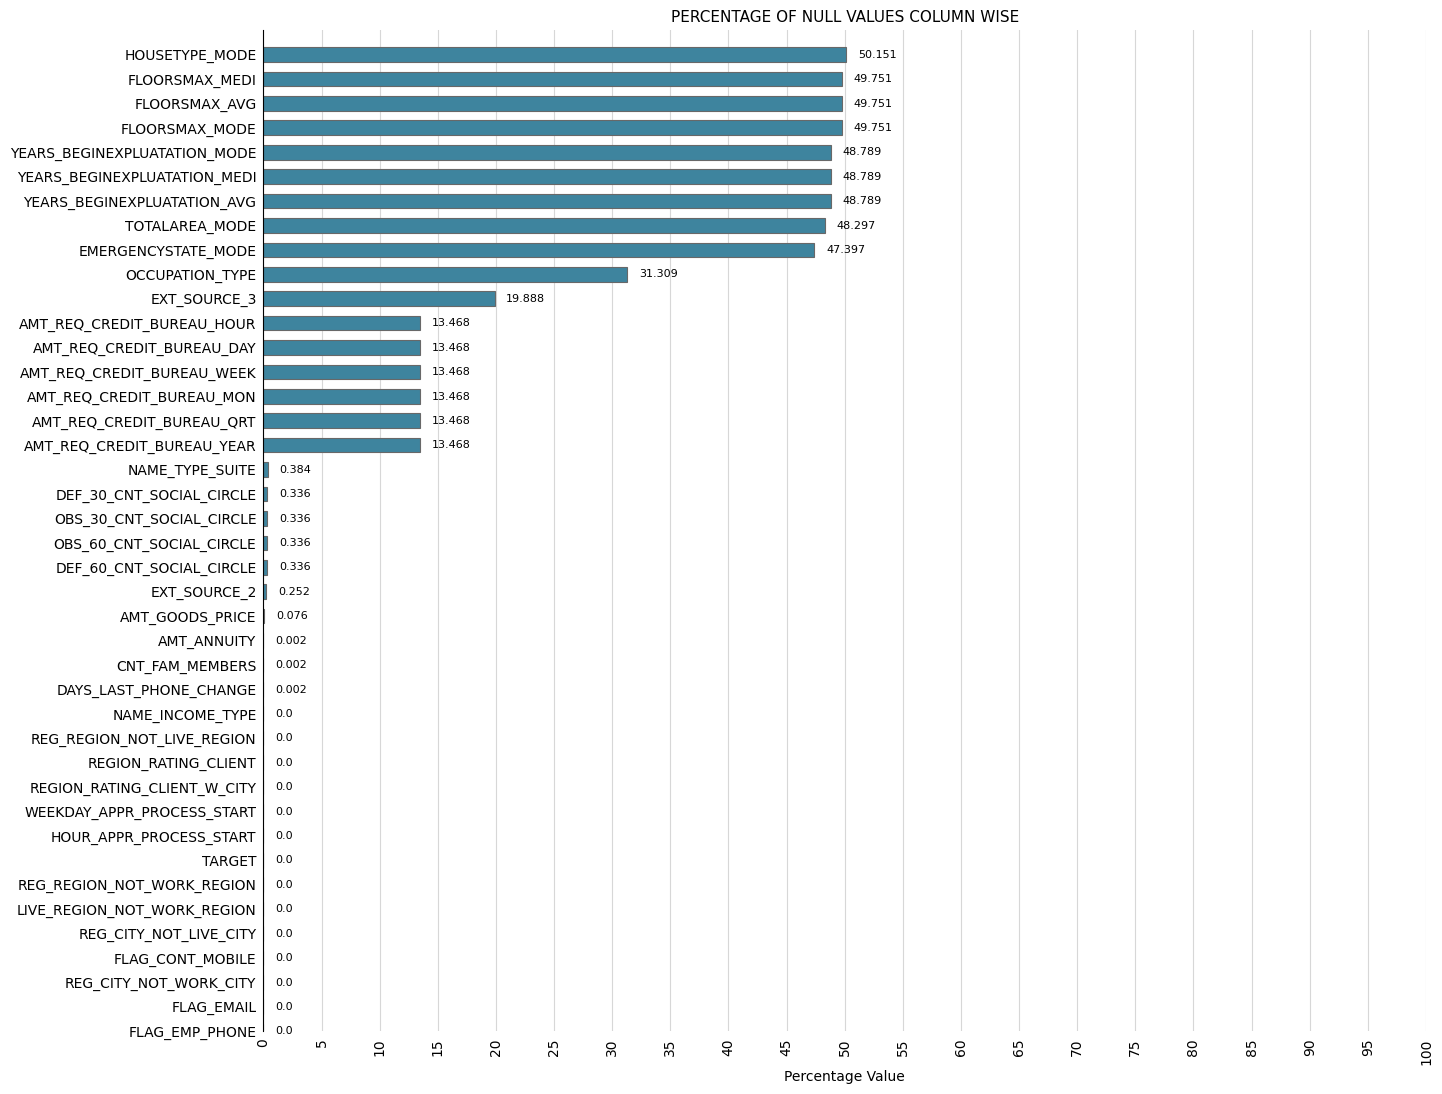 PERCENTAGE OF NULL VALUES COLUMN WISE
HOUSETYPE_MODE 50.151
FLOORSMAX_MEDI 49.751
FLOORSMAX_AVG 49.751
FLOORSMAX_MODE 49.751
YEARS_BEGINEXPLUATATION_MODE 48.789
YEARS_BEGINEXPLUATATION_MEDI 48.789
YEARS_BEGINEXPLUATATION_AVG 48.789
TOTALAREA_MODE 48.297
EMERGENCYSTATE_MODE 47.397
OCCUPATION_TYPE 31.309
EXT_SOURCE_3 19.888
AMT_REQ_CREDIT_BUREAU_HOUR 13.468
AMT_REQ_CREDIT_BUREAU_DAY 13.468
AMT_REQ_CREDIT_BUREAU_WEEK 13.468
AMT_REQ_CREDIT_BUREAU_MON 13.468
AMT_REQ_CREDIT_BUREAU_QRT 13.468
AMT_REQ_CREDIT_BUREAU_YEAR 13.468
NAME_TYPE_SUITE 0.384
DEF_30_CNT_SOCIAL_CIRCLE 0.336
OBS_30_CNT_SOCIAL_CIRCLE 0.336
OBS_60_CNT_SOCIAL_CIRCLE 0.336
DEF_60_CNT_SOCIAL_CIRCLE 0.336
EXT_SOURCE_2 0.252
AMT_GOODS_PRICE 0.076
AMT_ANNUITY 0.002
CNT_FAM_MEMBERS 0.002
DAYS_LAST_PHONE_CHANGE 0.002
NAME_INCOME_TYPE 0.0
REG_REGION_NOT_LIVE_REGION 0.0
REGION_RATING_CLIENT 0.0
REGION_RATING_CLIENT_W_CITY 0.0
WEEKDAY_APPR_PROCESS_START 0.0
HOUR_APPR_PROCESS_START 0.0
TARGET 0.0
REG_REGION_NOT_WORK_REGION 0.0
LIVE_REGION_NOT_WORK_REGION 0.0
REG_CITY_NOT_LIVE_CITY 0.0
FLAG_CONT_MOBILE 0.0
REG_CITY_NOT_WORK_CITY 0.0
FLAG_EMAIL 0.0
FLAG_EMP_PHONE 0.0
0 5 10 15 20 25 30 35 40 45 50 55 60 65 70 75 80 85 90 95 100
Percentage Value